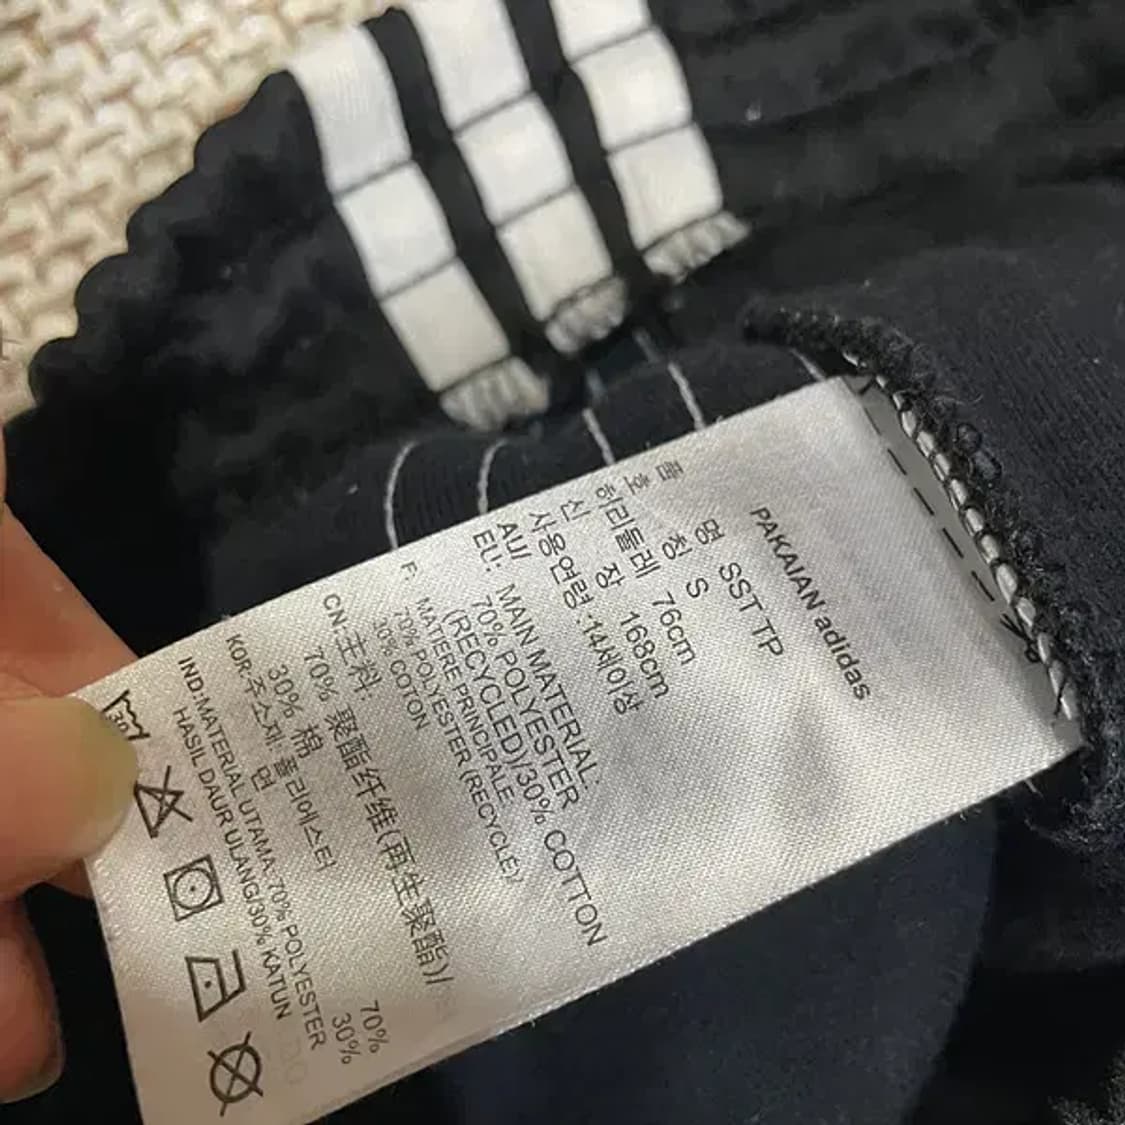 PAKAIAN adidas
품 명 SST TP
호 칭 S
허리둘레 76cm
신 장 168cm
사용연령 :14세이상
AU/ MAIN MATERIAL:
EU: 70% POLYESTER
(RECYCLED)/30% COTTON
F: MATIERE PRINCIPALE
70% POLYESTER (RECYCLE)/
30% COTON
CN:主料.
70% 聚酯纤维(再生聚酯)/
30% 棉
KOR:주소재: 폴리에스터 70%
면 30%
IND:MATERIAL UTAMA: 70% POLYESTER
HASIL DAUR ULANG/30% KATUN
30